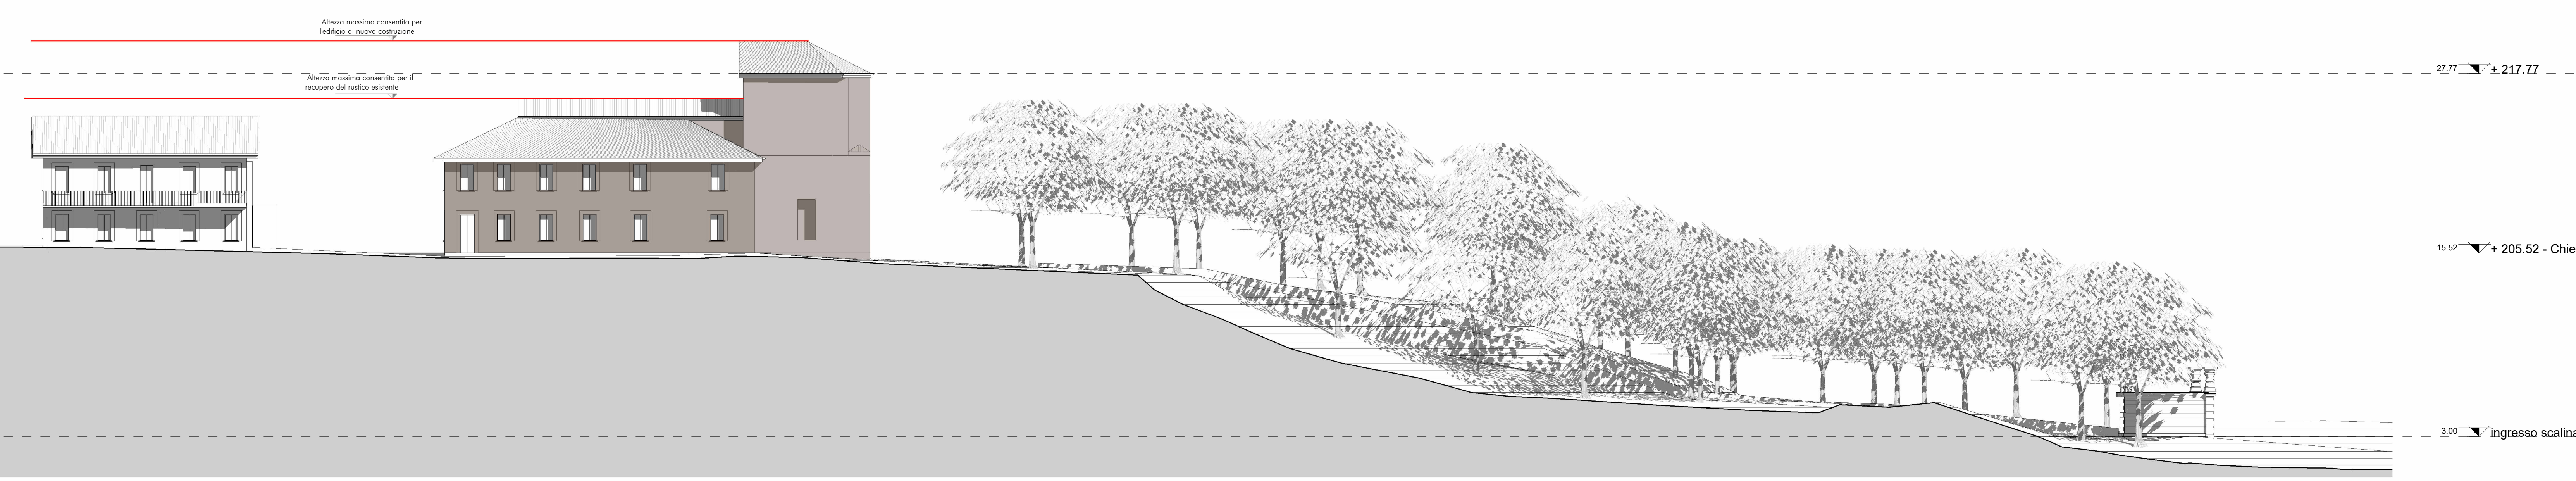 Altezza massima consentita per
l'edificio di nuova costruzione
Altezza massima consentita per il
recupero del rustico esistente
27.77 + 217.77
15.52 + 205.52 - Chie
3.00 ingresso scalina